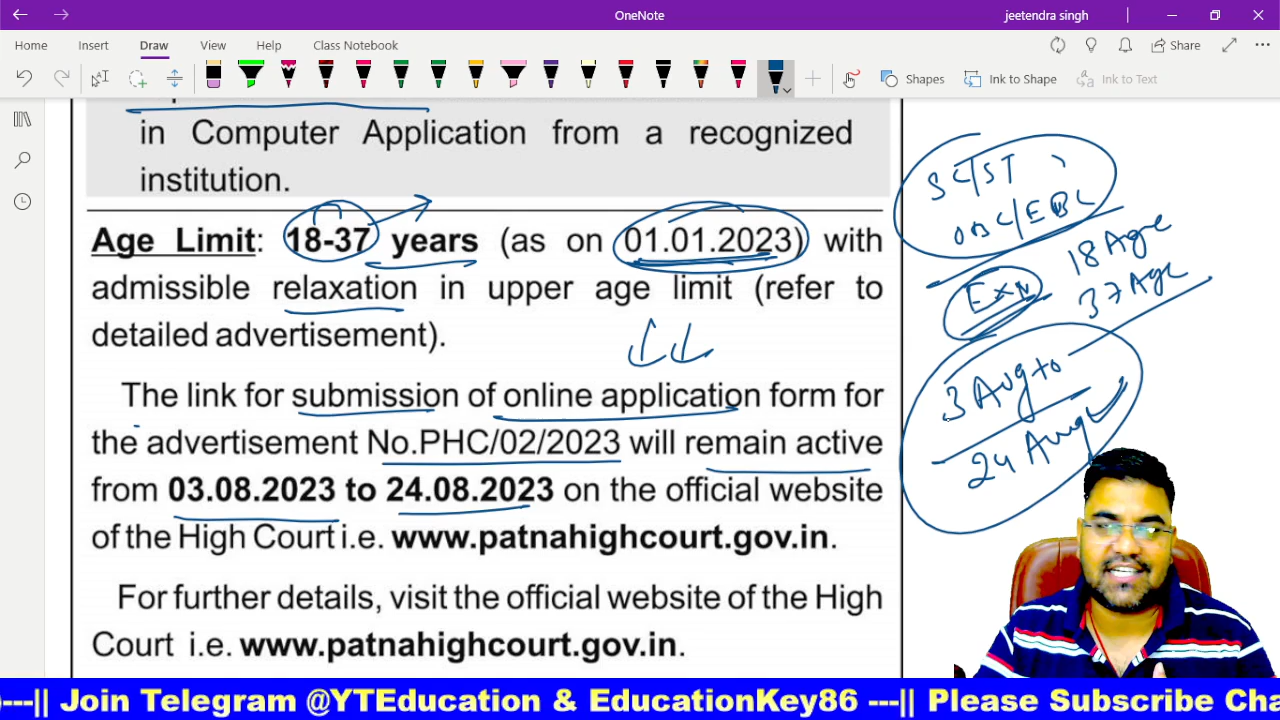 OneNote
jeetendra singh
Home Insert Draw View Help Class Notebook
Share
Shapes Ink to Shape Ink to Text
in Computer Application from a recognized
institution.
Age Limit: 18-37 years (as on 01.01.2023) with
admissible relaxation in upper age limit (refer to
detailed advertisement).
The link for submission of online application form for
the advertisement No.PHC/02/2023 will remain active
from 03.08.2023 to 24.08.2023 on the official website
of the High Court i.e. www.patnahighcourt.gov.in.
For further details, visit the official website of the High
Court i.e. www.patnahighcourt.gov.in.
SC/ST
OBC/EBC
18 Age
37 Age
3 Aug to
24 Aug
---|| Join Telegram @YTEducation & EducationKey86 ---|| Please Subscribe Cha